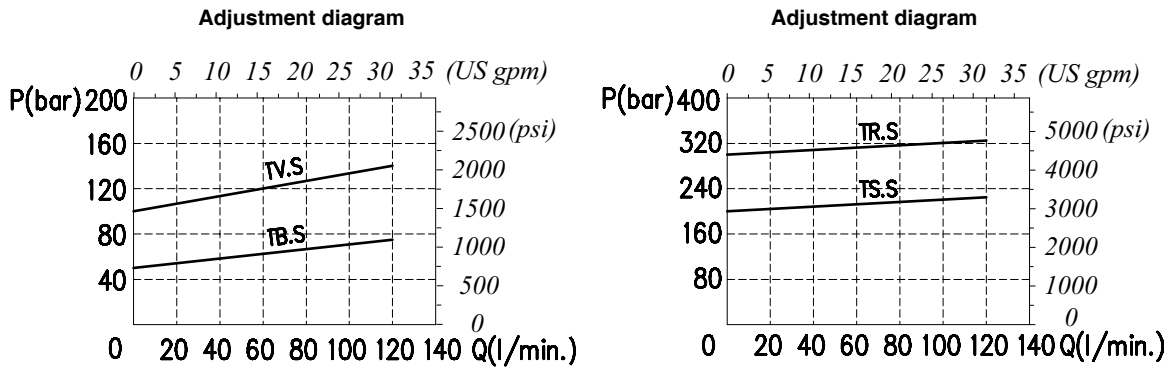 Adjustment diagram
0 5 10 15 20 25 30 35 (US gpm)
P(bar) 200
160
120
80
40
2500 (psi)
2000
1500
1000
500
0
TV.S
TB.S
0 20 40 60 80 100 120 140 Q(l/min.)
Adjustment diagram
0 5 10 15 20 25 30 35 (US gpm)
P(bar) 400
320
240
160
80
5000 (psi)
4000
3000
2000
1000
0
TR.S
TS.S
0 20 40 60 80 100 120 140 Q(l/min.)